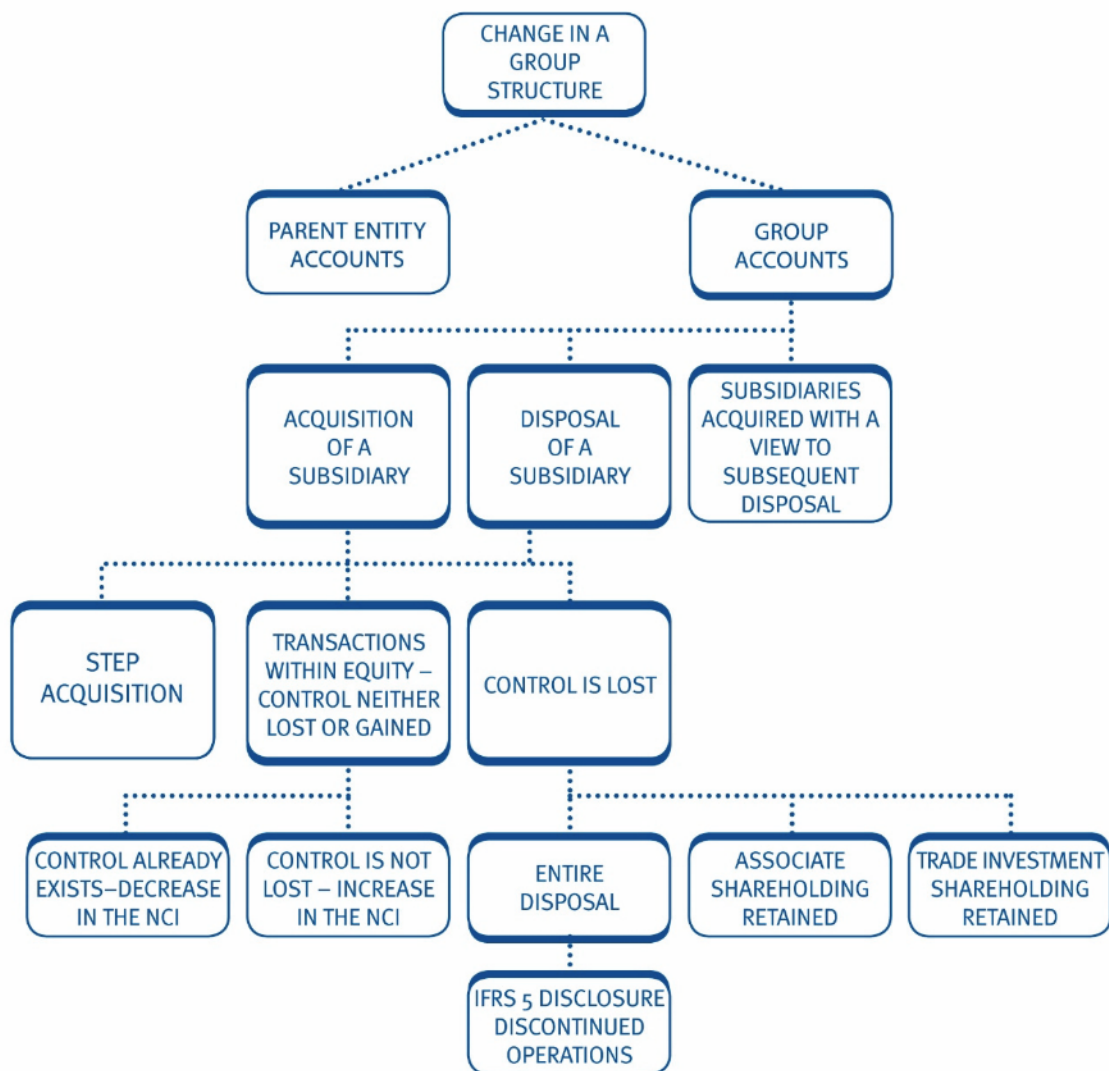 CHANGE IN A
GROUP
STRUCTURE
PARENT ENTITY
ACCOUNTS
GROUP
ACCOUNTS
ACQUISITION
OF A
SUBSIDIARY
DISPOSAL
OF A
SUBSIDIARY
SUBSIDIARIES
ACQUIRED WITH A
VIEW TO
SUBSEQUENT
DISPOSAL
STEP
ACQUISITION
TRANSACTIONS
WITHIN EQUITY –
CONTROL NEITHER
LOST OR GAINED
CONTROL IS LOST
CONTROL ALREADY
EXISTS–DECREASE
IN THE NCI
CONTROL IS NOT
LOST – INCREASE
IN THE NCI
ENTIRE
DISPOSAL
ASSOCIATE
SHAREHOLDING
RETAINED
TRADE INVESTMENT
SHAREHOLDING
RETAINED
IFRS 5 DISCLOSURE
DISCONTINUED
OPERATIONS